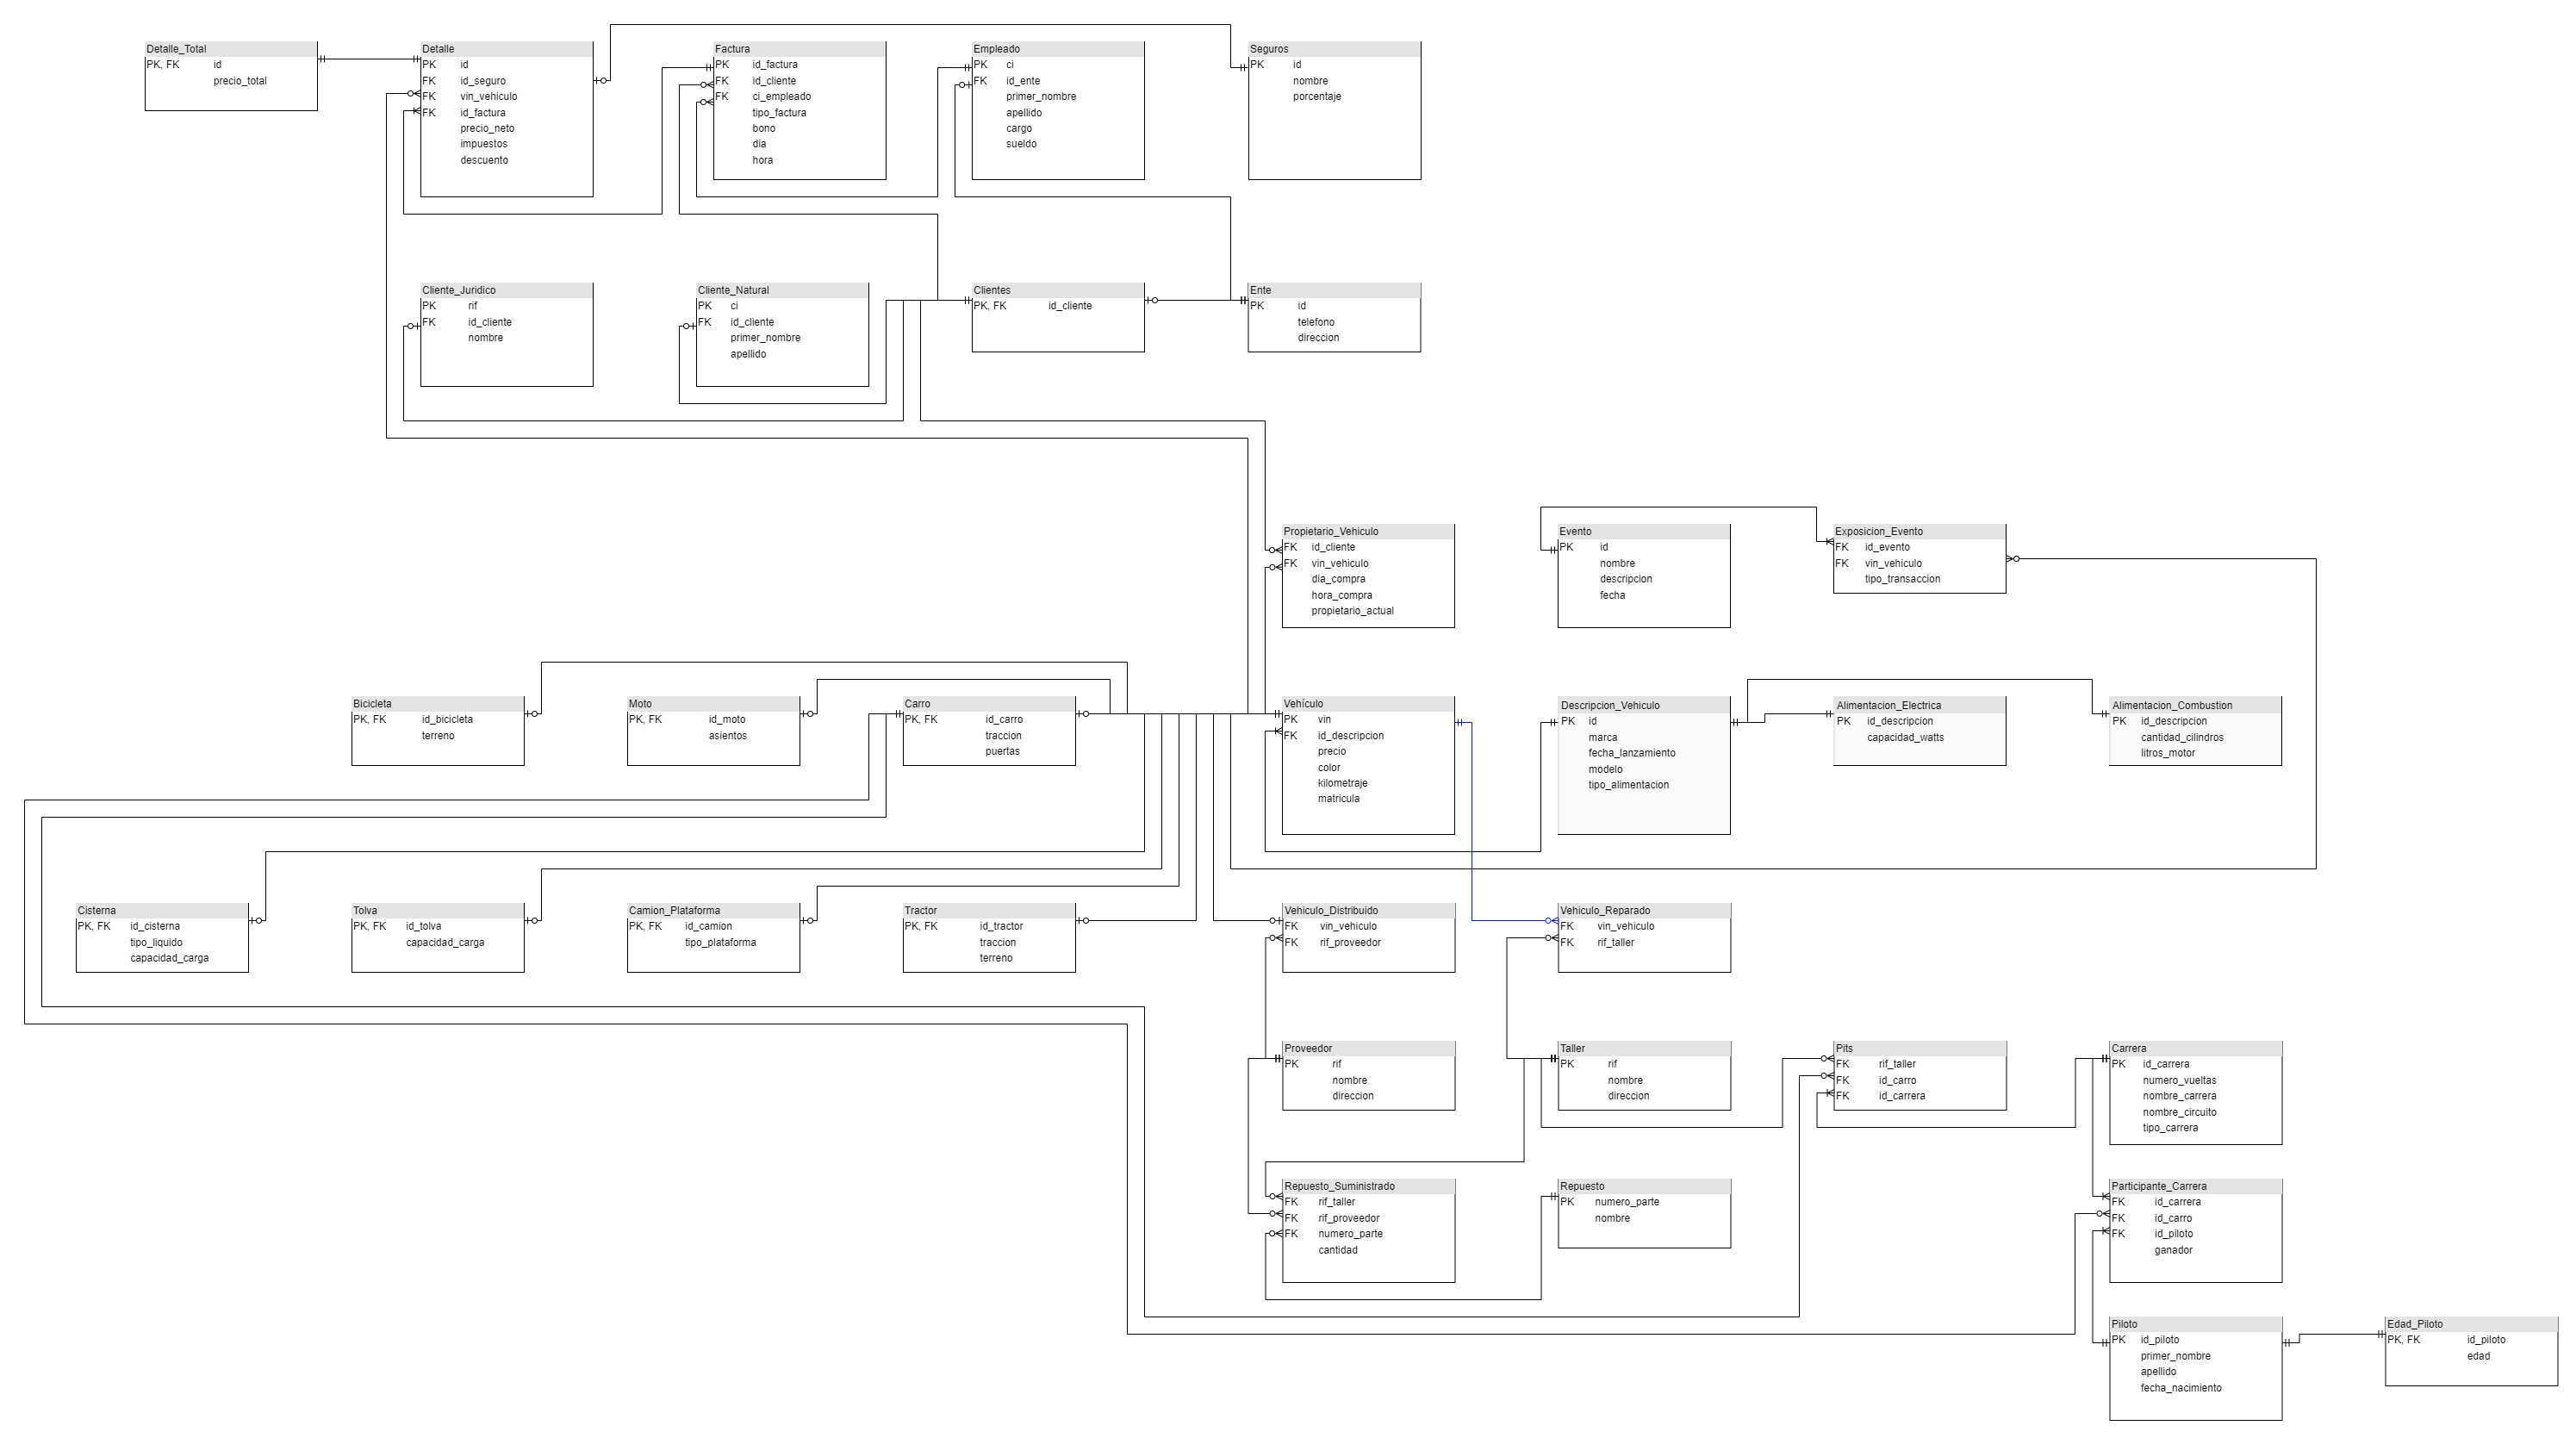 Detalle_Total
PK, FK id
precio_total
Detalle
PK id
FK id_seguro
FK vin_vehiculo
FK id_factura
precio_neto
impuestos
descuento
Factura
PK id_factura
FK id_cliente
FK ci_empleado
tipo_factura
bono
dia
hora
Empleado
PK ci
FK id_ente
primer_nombre
apellido
cargo
sueldo
Seguros
PK id
nombre
porcentaje
Cliente_Juridico
PK rif
FK id_cliente
nombre
Cliente_Natural
PK ci
FK id_cliente
primer_nombre
apellido
Clientes
PK, FK id_cliente
Ente
PK id
telefono
direccion
Propietario_Vehiculo
FK id_cliente
FK vin_vehiculo
dia_compra
hora_compra
propietario_actual
Evento
PK id
nombre
descripcion
fecha
Exposicion_Evento
FK id_evento
FK vin_vehiculo
tipo_transaccion
Bicicleta
PK, FK id_bicicleta
terreno
Moto
PK, FK id_moto
asientos
Carro
PK, FK id_carro
traccion
puertas
Vehículo
PK vin
FK id_descripcion
precio
color
kilometraje
matricula
Descripcion_Vehiculo
PK id
marca
fecha_lanzamiento
modelo
tipo_alimentacion
Alimentacion_Electrica
PK id_descripcion
capacidad_watts
Alimentacion_Combustion
PK id_descripcion
cantidad_cilindros
litros_motor
Cisterna
PK, FK id_cisterna
tipo_liquido
capacidad_carga
Tolva
PK, FK id_tolva
capacidad_carga
Camion_Plataforma
PK, FK id_camion
tipo_plataforma
Tractor
PK, FK id_tractor
traccion
terreno
Vehiculo_Distribuido
FK vin_vehiculo
FK rif_proveedor
Vehiculo_Reparado
FK vin_vehiculo
FK rif_taller
Proveedor
PK rif
nombre
direccion
Taller
PK rif
nombre
direccion
Pits
FK rif_taller
FK id_carro
FK id_carrera
Carrera
PK id_carrera
numero_vueltas
nombre_carrera
nombre_circuito
tipo_carrera
Repuesto_Suministrado
FK rif_taller
FK rif_proveedor
FK numero_parte
cantidad
Repuesto
PK numero_parte
nombre
Participante_Carrera
FK id_carrera
FK id_carro
FK id_piloto
ganador
Piloto
PK id_piloto
primer_nombre
apellido
fecha_nacimiento
Edad_Piloto
PK, FK id_piloto
edad